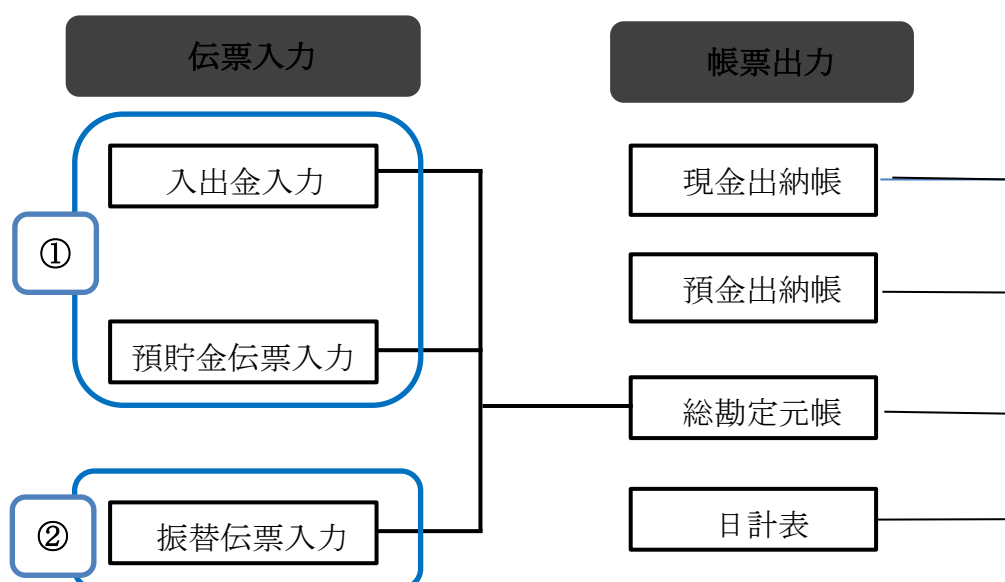 伝票入力
帳票出力
入出金入力
現金出納帳
①
預金出納帳
預貯金伝票入力
総勘定元帳
②
振替伝票入力
日計表